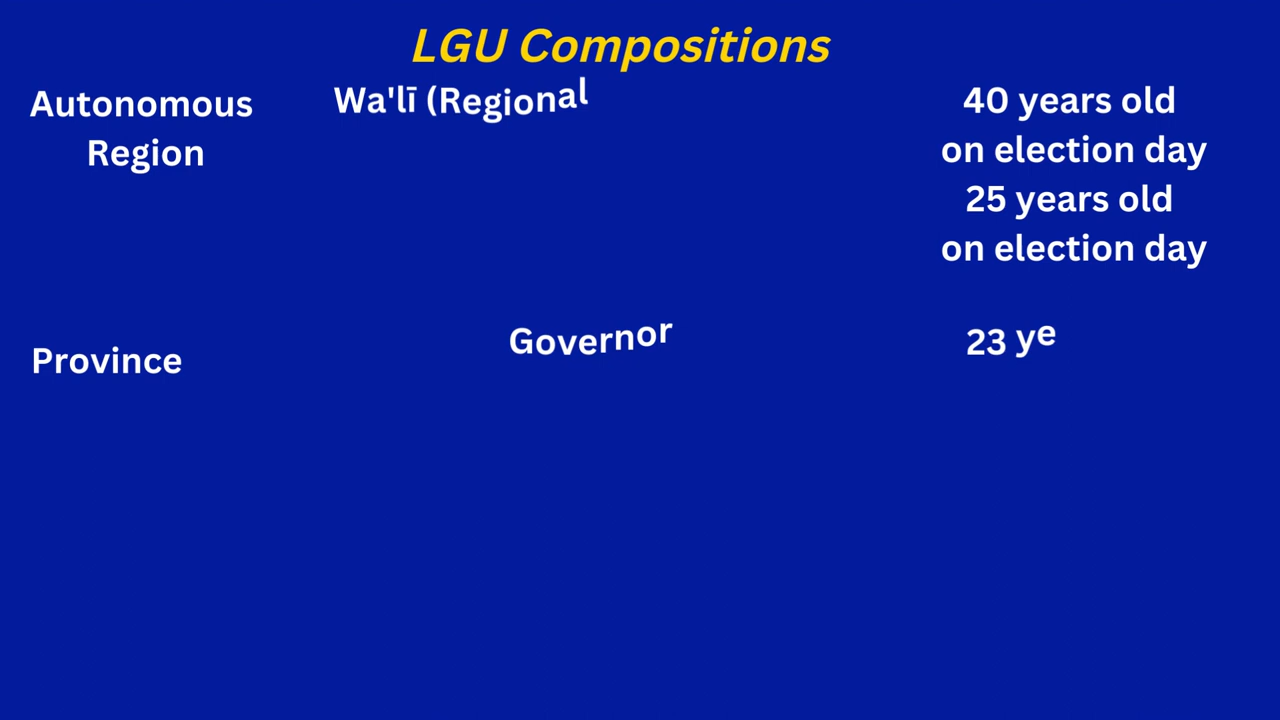 LGU Compositions
Autonomous
Region
Wa'lī (Regional
40 years old
on election day
25 years old
on election day
Province
Governor
23 ye